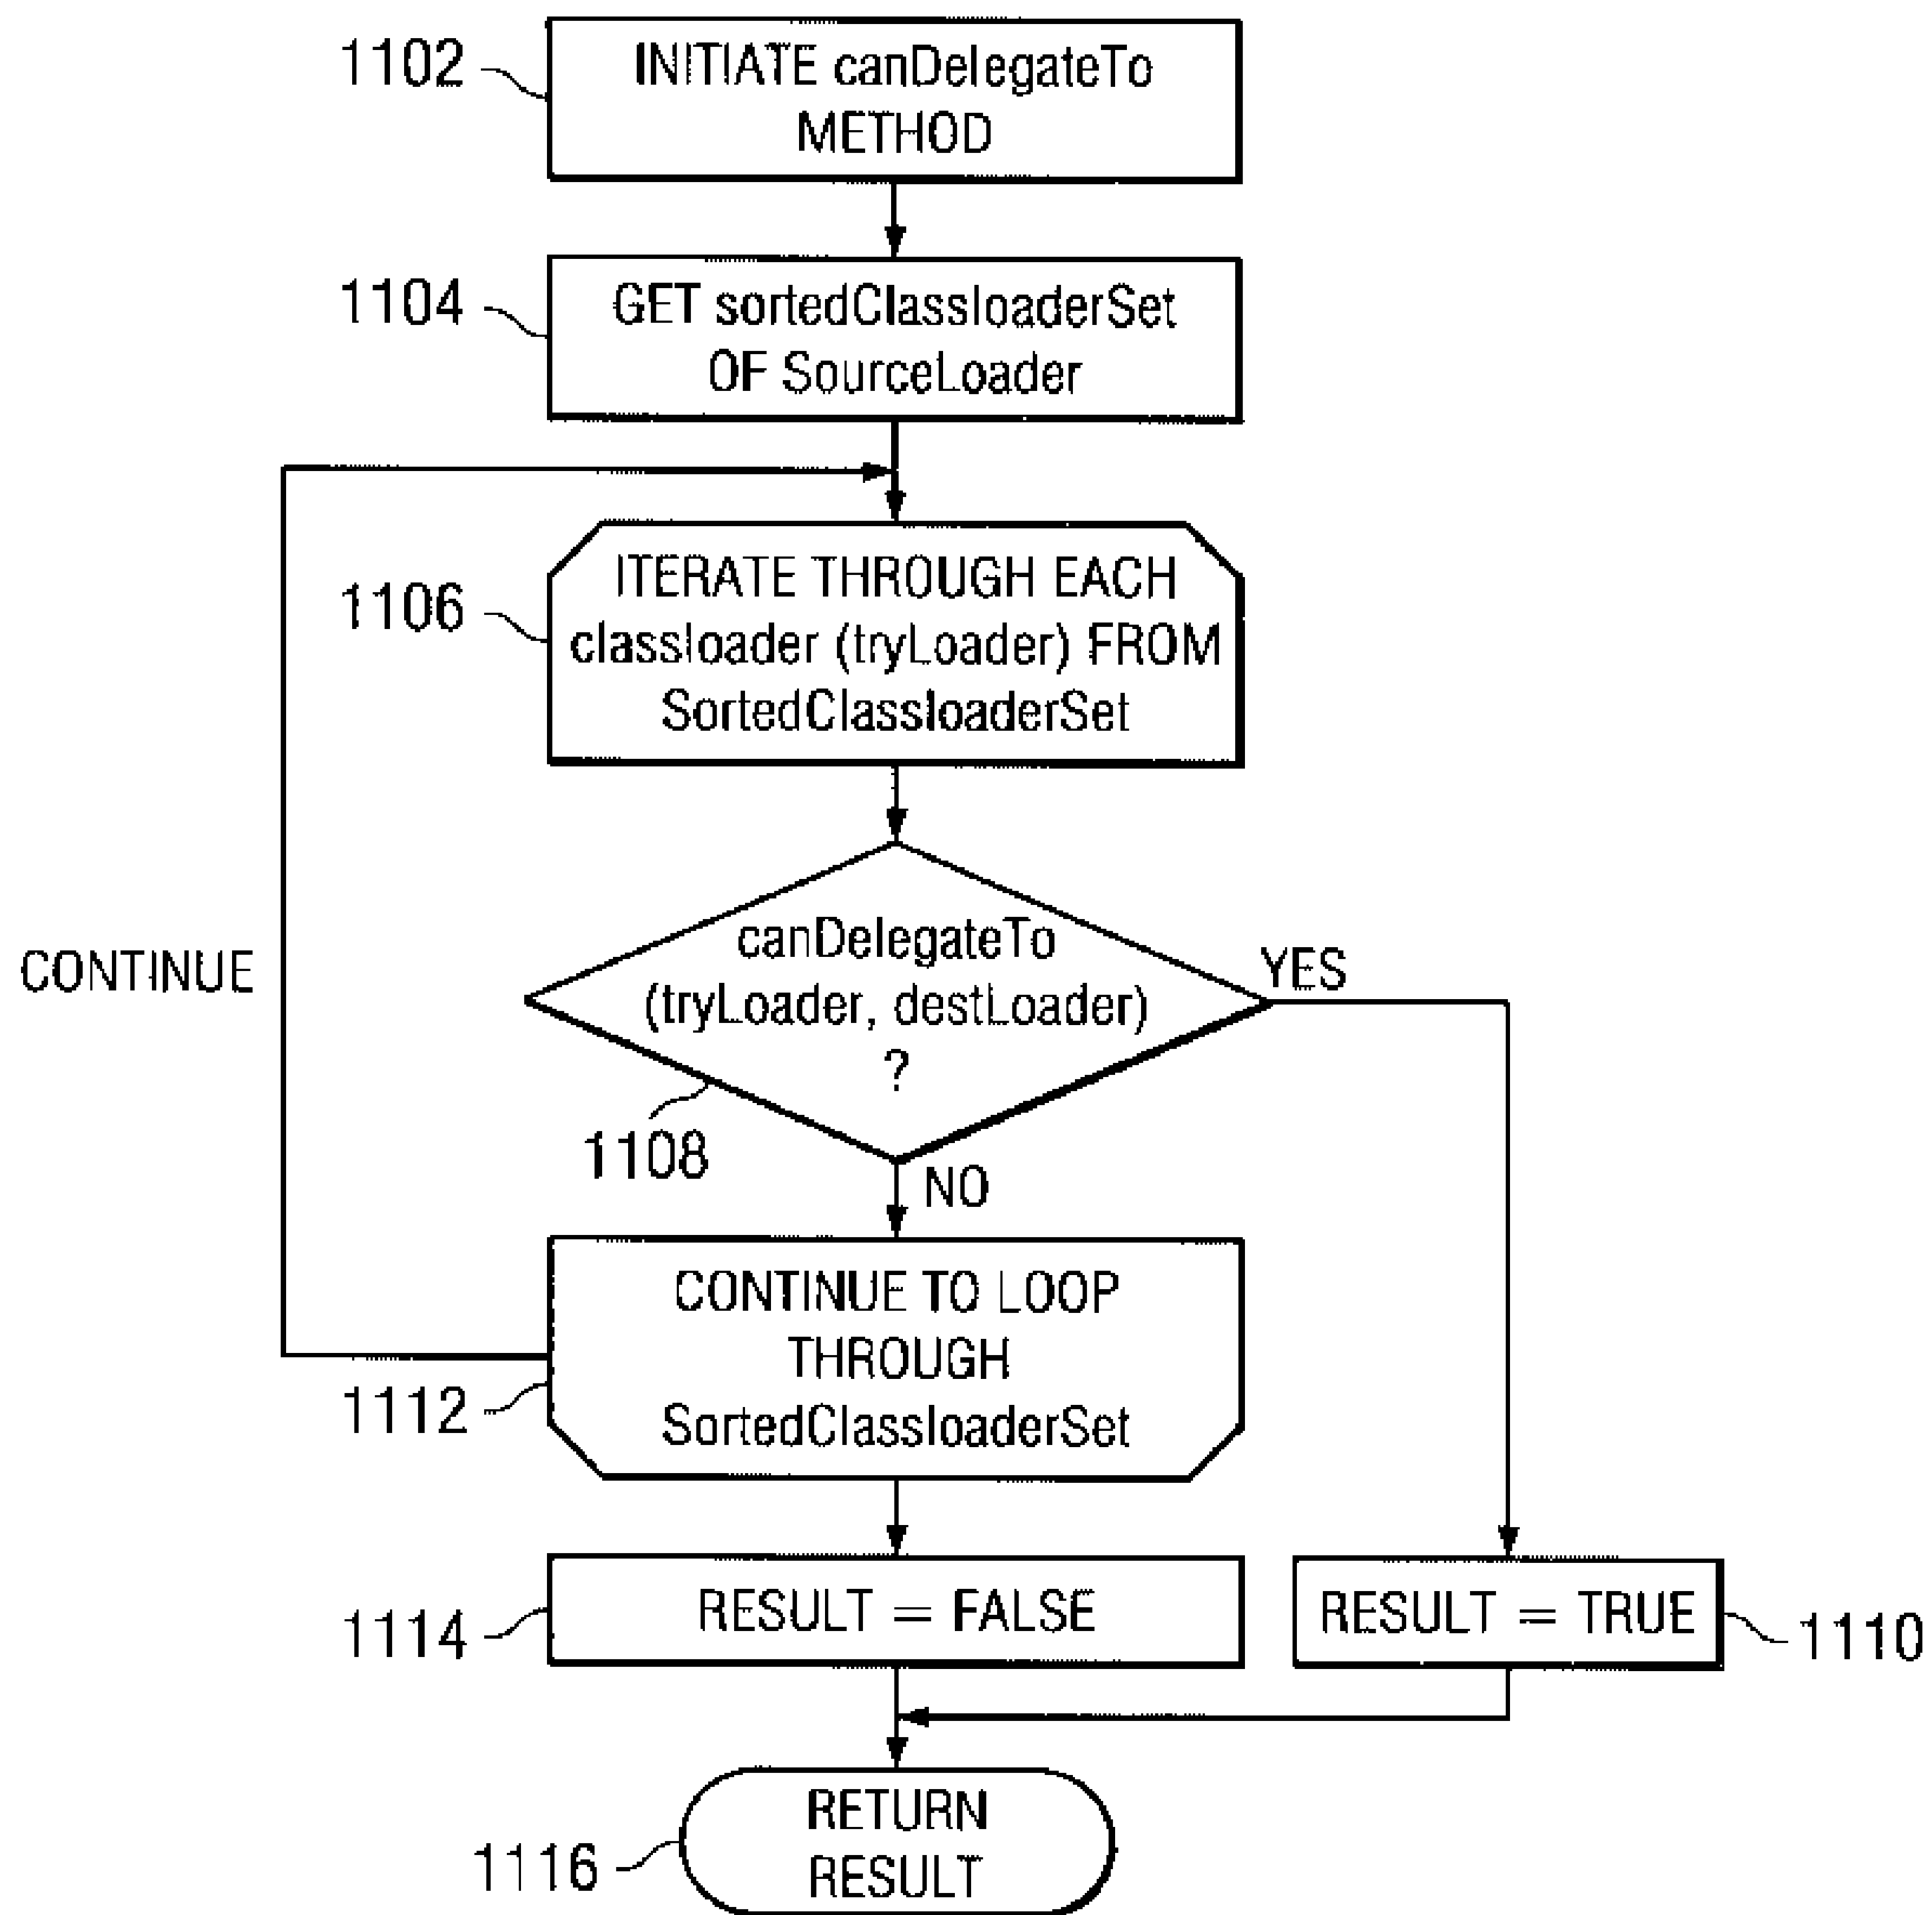 1102
INITIATE canDelegateTo
METHOD
1104
GET sortedClassloaderSet
OF SourceLoader
1106
ITERATE THROUGH EACH
classloader (tryLoader) FROM
SortedClassloaderSet
CONTINUE
canDelegateTo
(tryLoader, destLoader)
?
YES
1108
NO
1112
CONTINUE TO LOOP
THROUGH
SortedClassloaderSet
1114
RESULT = FALSE
RESULT = TRUE
1110
1116
RETURN
RESULT